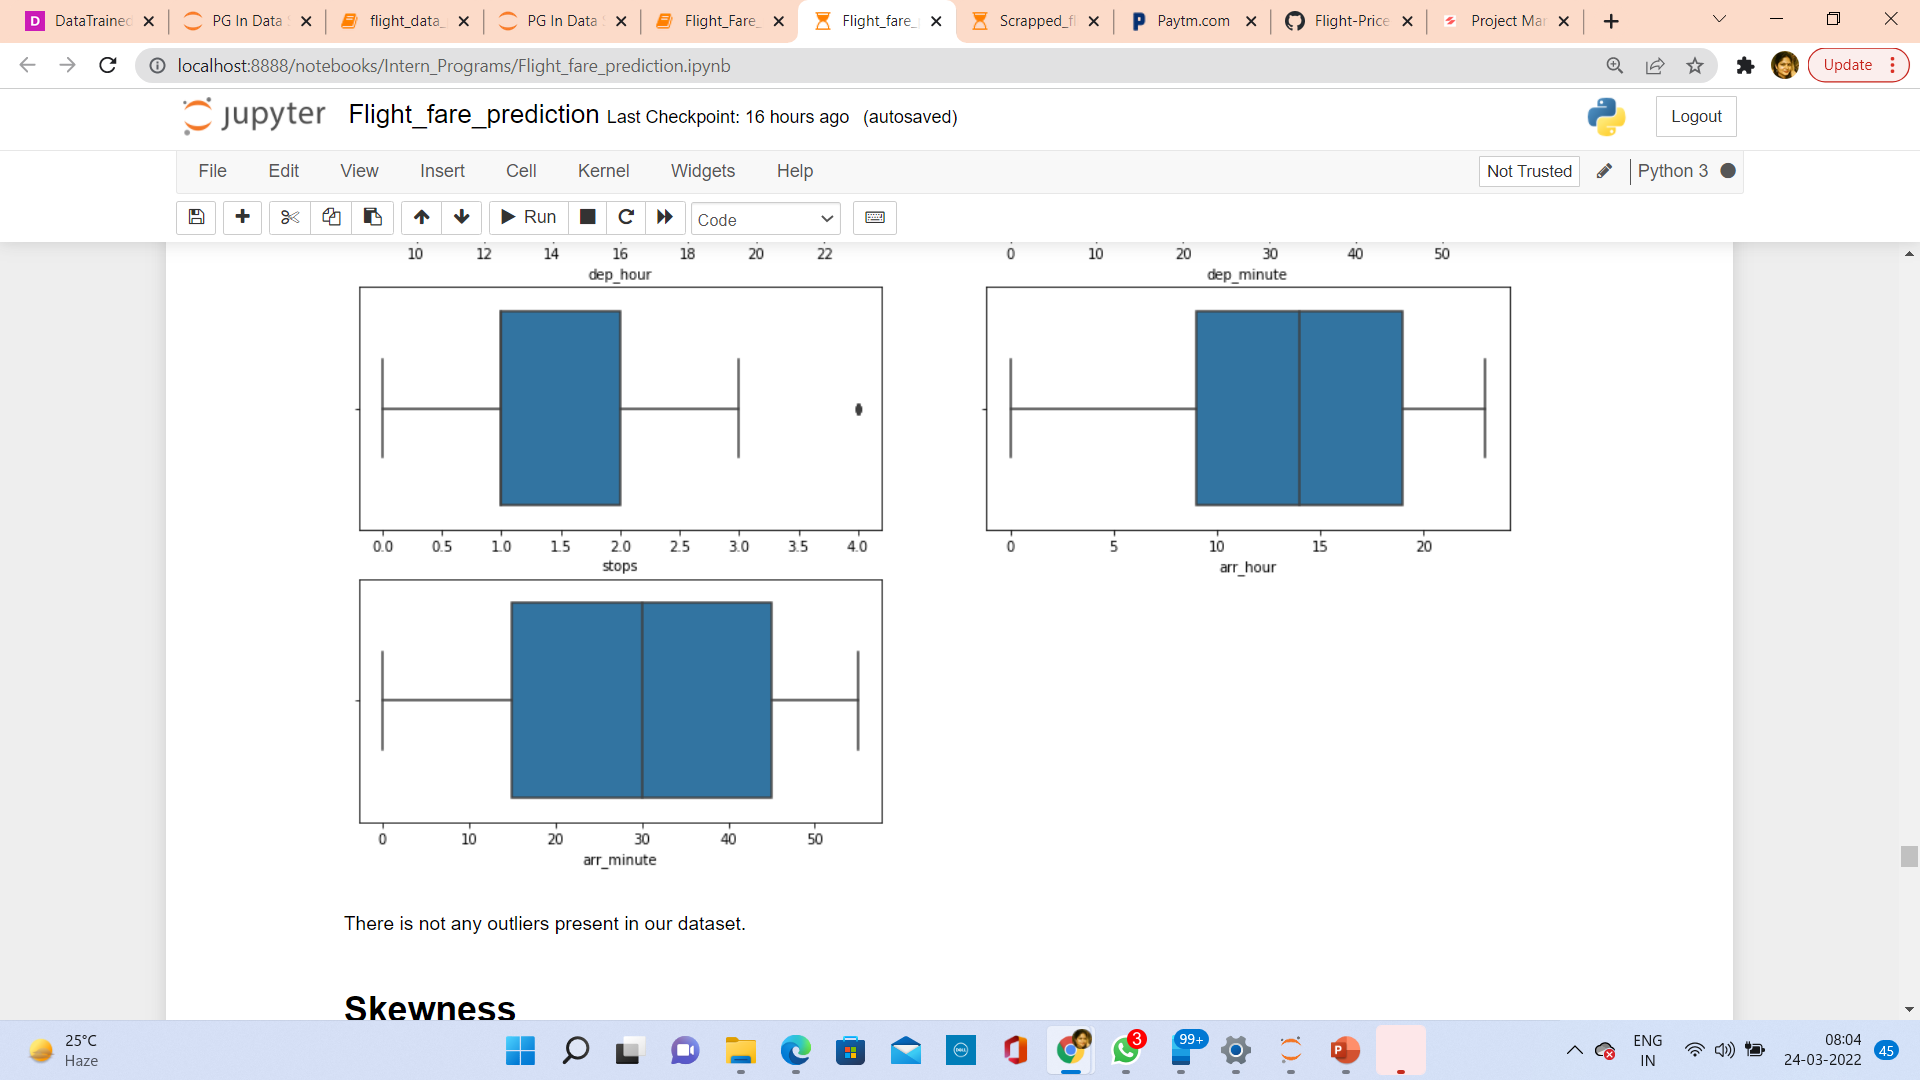 DataTrained
PG In Data S
flight_data_
PG In Data S
Flight_Fare_
Flight_fare_
Scrapped_fl
Paytm.com
Flight-Price
Project Mar
localhost:8888/notebooks/Intern_Programs/Flight_fare_prediction.ipynb
Update
jupyter Flight_fare_prediction Last Checkpoint: 16 hours ago (autosaved)
Logout
File Edit View Insert Cell Kernel Widgets Help
Not Trusted
Python 3
Run
Code
10 12 14 16 18 20 22
dep_hour
0 10 20 30 40 50
dep_minute
0.0 0.5 1.0 1.5 2.0 2.5 3.0 3.5 4.0
stops
0 5 10 15 20
arr_hour
0 10 20 30 40 50
arr_minute
There is not any outliers present in our dataset.
Skewness
25°C
Haze
3
99+
ENG
IN
08:04
24-03-2022
45